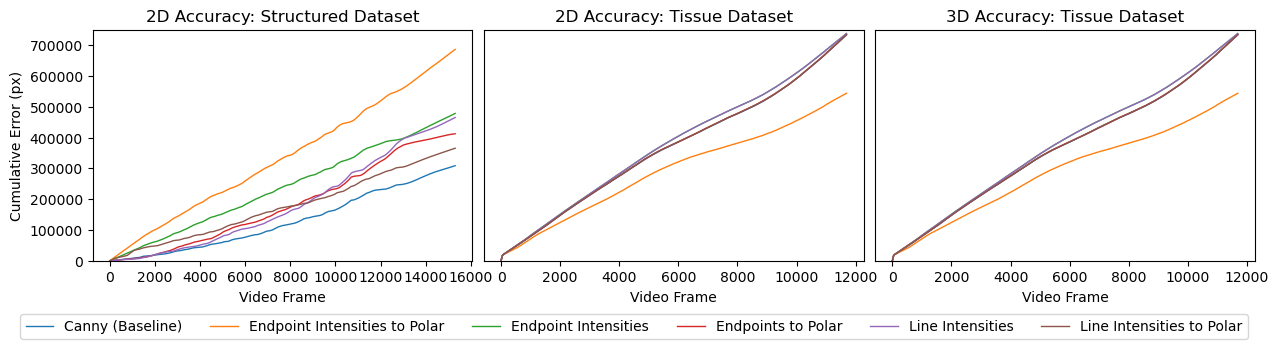 2D Accuracy: Structured Dataset
2D Accuracy: Tissue Dataset
3D Accuracy: Tissue Dataset
Cumulative Error (px)
700000
600000
500000
400000
300000
200000
100000
0
0 2000 4000 6000 8000 10000 12000 14000 16000
0 2000 4000 6000 8000 10000 12000
0 2000 4000 6000 8000 10000 12000
Video Frame
Video Frame
Video Frame
Canny (Baseline) Endpoint Intensities to Polar Endpoint Intensities Endpoints to Polar Line Intensities Line Intensities to Polar